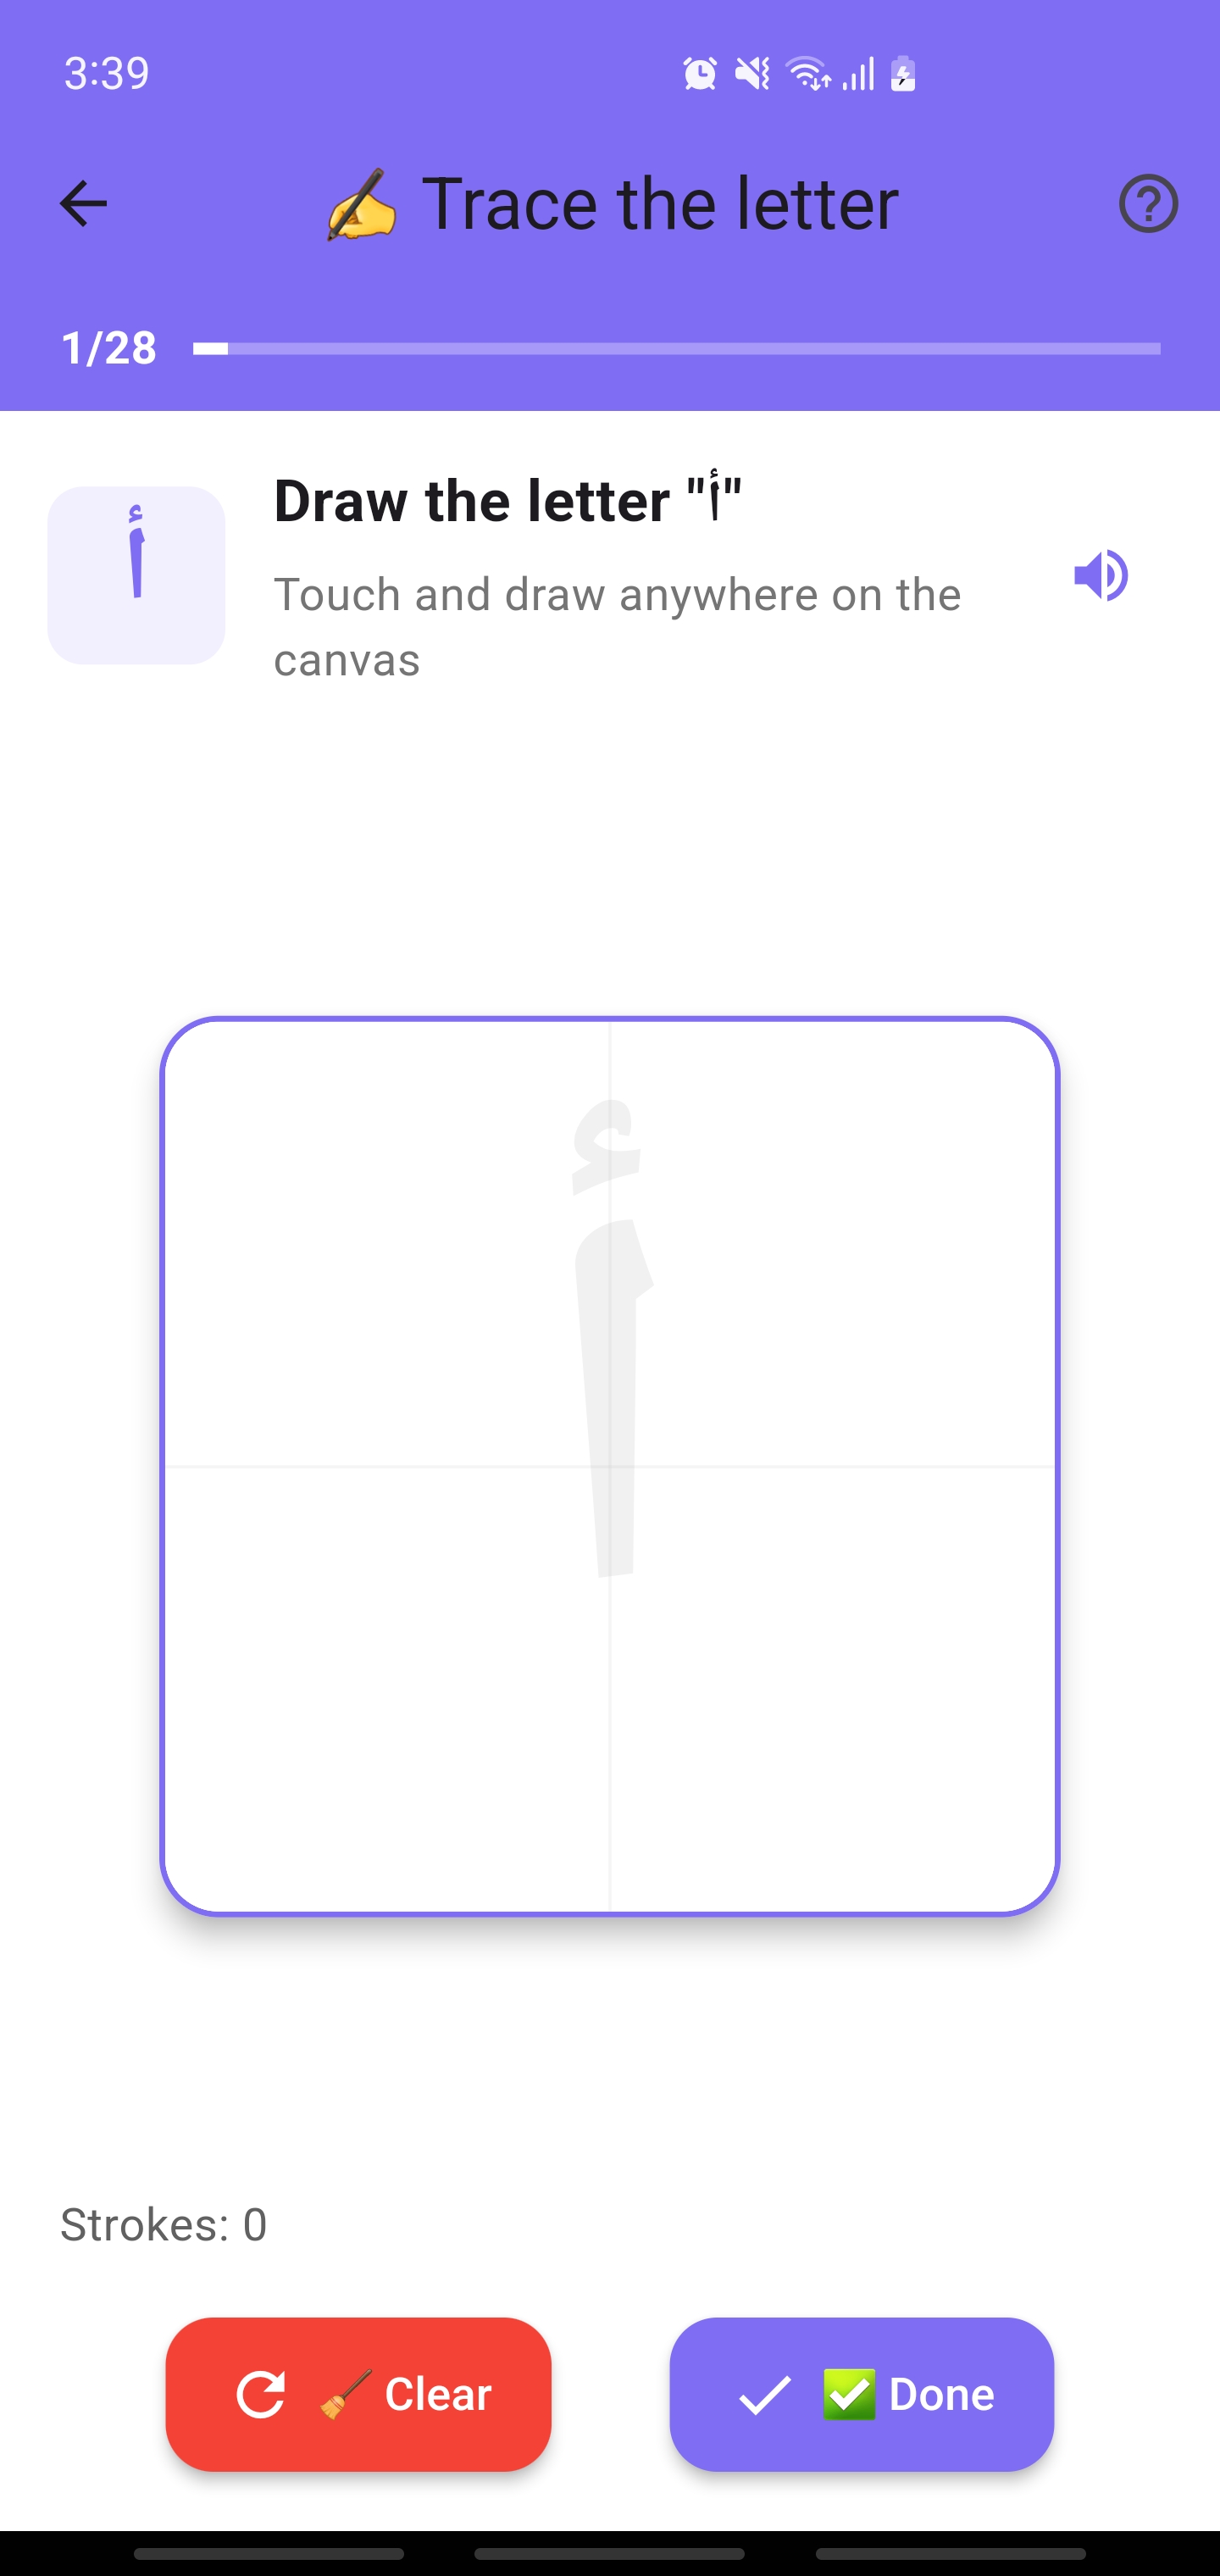 3:39
✍️ Trace the letter
1/28
أ
Draw the letter "أ"
Touch and draw anywhere on the
canvas
أ
Strokes: 0
🧹 Clear
✅ Done